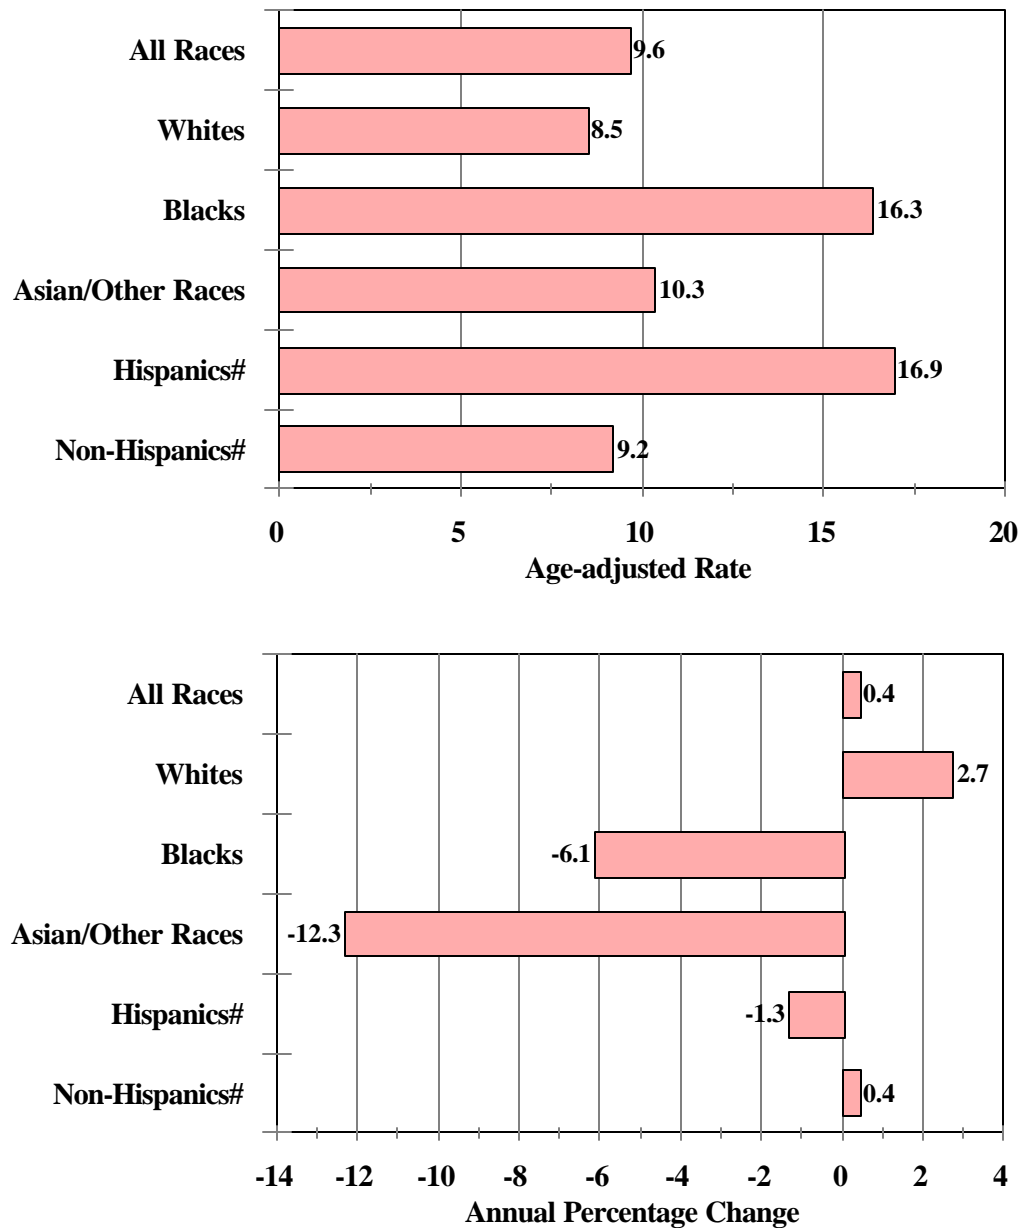 All Races
9.6
Whites
8.5
Blacks
16.3
Asian/Other Races
10.3
Hispanics#
16.9
Non-Hispanics#
9.2
0 5 10 15 20
Age-adjusted Rate
All Races
0.4
Whites
2.7
Blacks
-6.1
Asian/Other Races
-12.3
Hispanics#
-1.3
Non-Hispanics#
0.4
-14 -12 -10 -8 -6 -4 -2 0 2 4
Annual Percentage Change